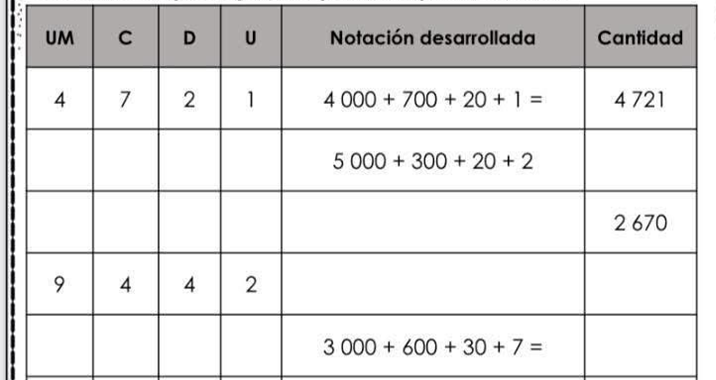 UM C D U Notación desarrollada Cantidad
4 7 2 1 4 000 + 700 + 20 + 1 = 4 721
5 000 + 300 + 20 + 2
2 670
9 4 4 2
3 000 + 600 + 30 + 7 =